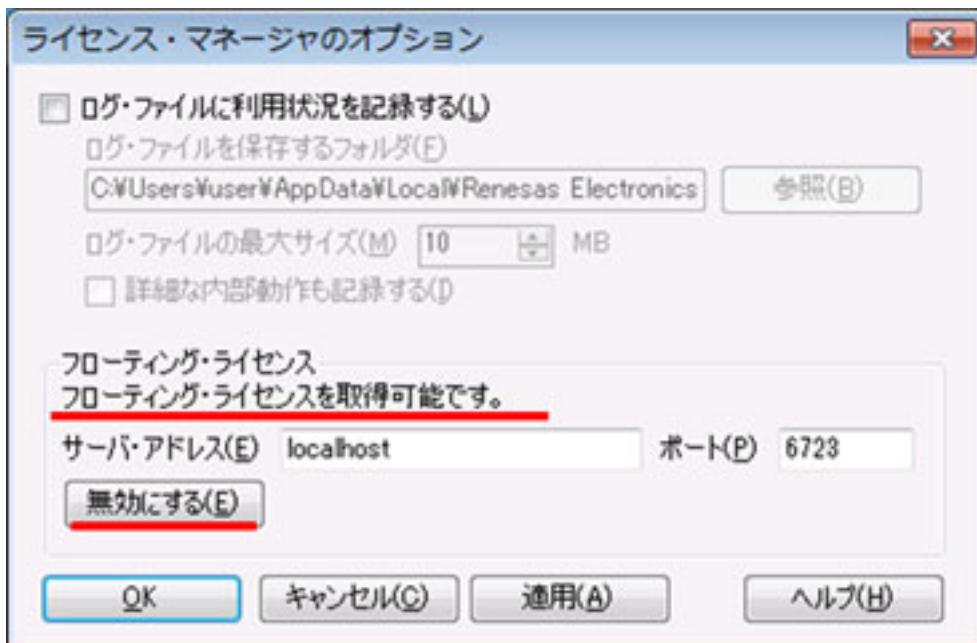 ライセンス・マネージャのオプション
ログ・ファイルに利用状況を記録する(L)
ログ・ファイルを保存するフォルダ(F)
C:¥Users¥user¥AppData¥Local¥Renesas Electronics 参照(B)
ログ・ファイルの最大サイズ(M) 10 MB
詳細な内部動作も記録する(I)
フローティング・ライセンス
フローティング・ライセンスを取得可能です。
サーバ・アドレス(E) localhost ポート(P) 6723
無効にする(E)
OK キャンセル(C) 適用(A) ヘルプ(H)